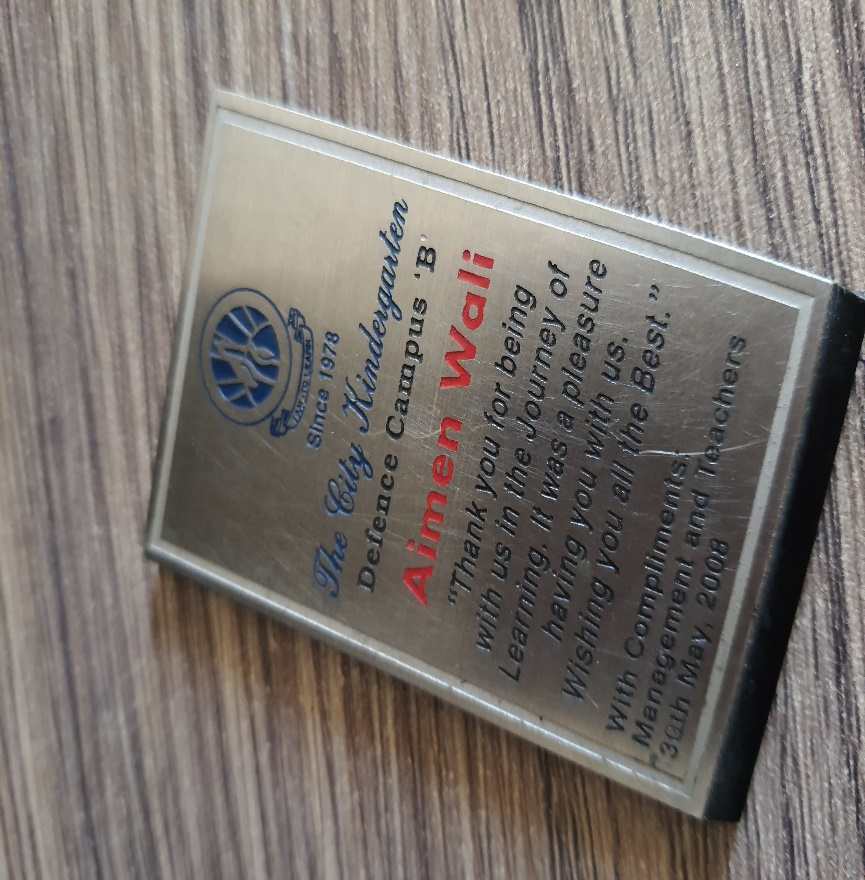 Since 1978
The City Kindergarten
Defence Campus 'B'
Aimen Wali
"Thank you for being
with us in the Journey of
Learning. It was a pleasure
having you with us.
Wishing you all the Best."
With Compliments.
Management and Teachers
30th May, 2008